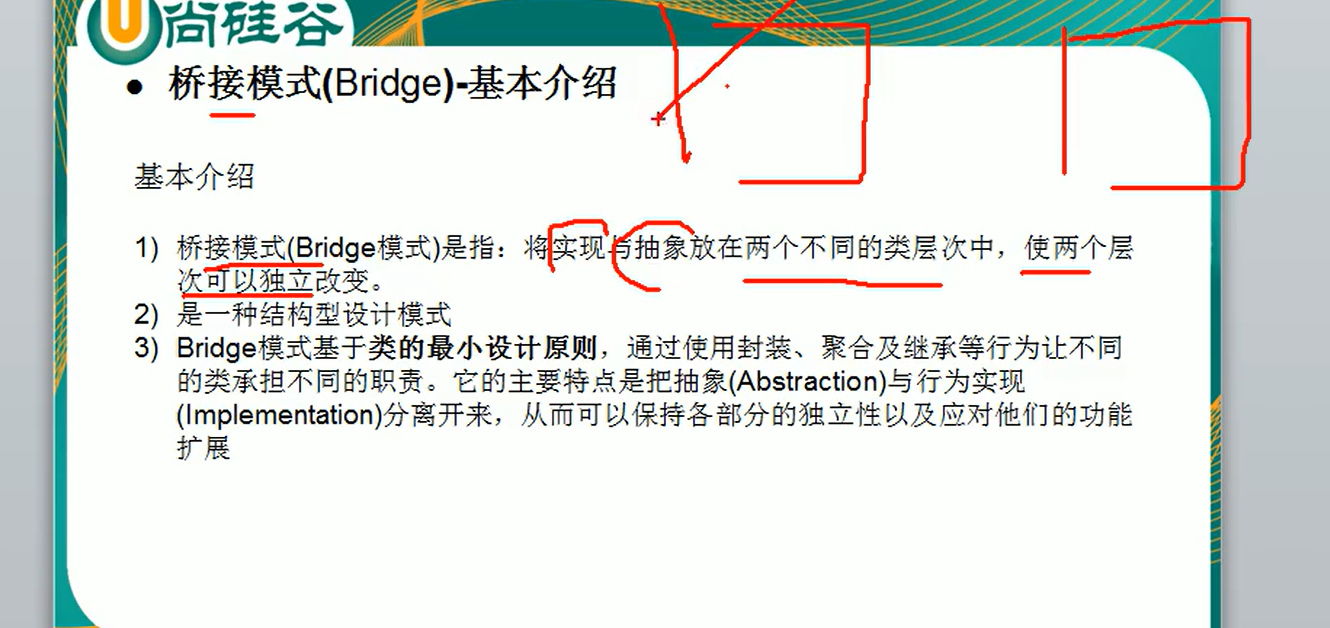 尚硅谷
● 桥接模式(Bridge)-基本介绍
基本介绍
1) 桥接模式(Bridge模式)是指：将实现与抽象放在两个不同的类层次中，使两个层
次可以独立改变。
2) 是一种结构型设计模式
3) Bridge模式基于类的最小设计原则，通过使用封装、聚合及继承等行为让不同
的类承担不同的职责。它的主要特点是把抽象(Abstraction)与行为实现
(Implementation)分离开来，从而可以保持各部分的独立性以及应对他们的功能
扩展